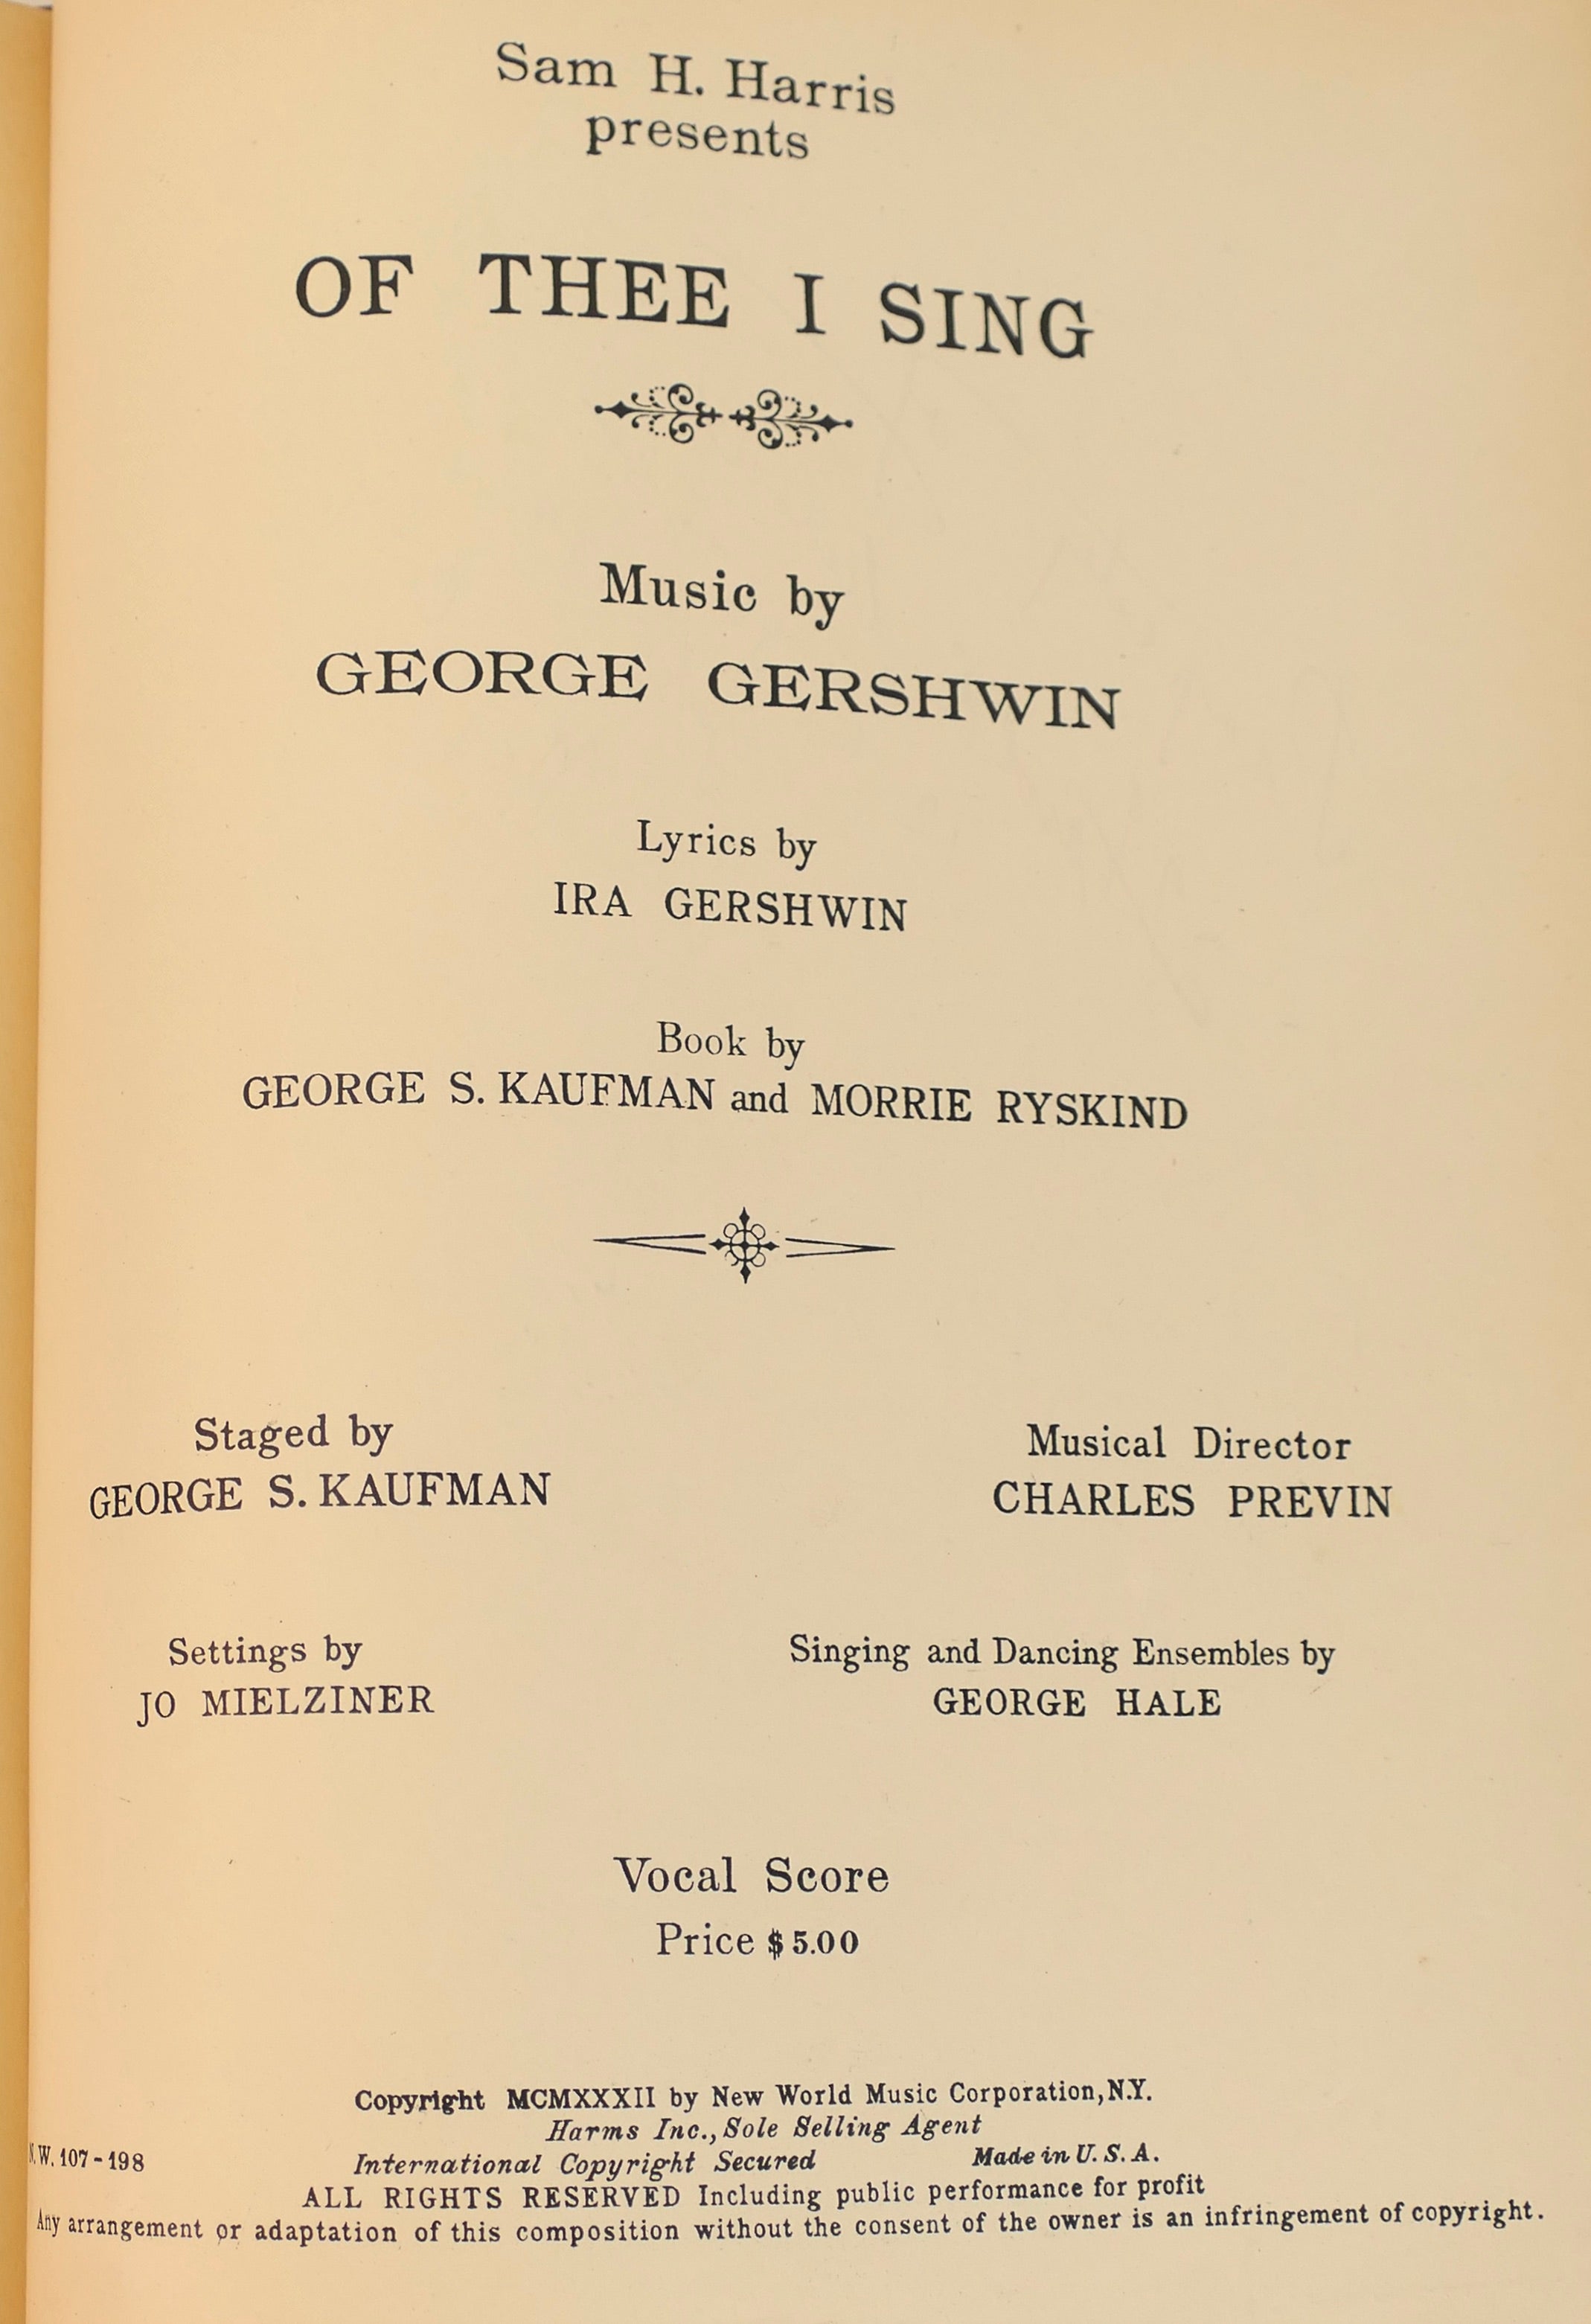 Sam H. Harris
presents
OF THEE I SING
Music by
GEORGE GERSHWIN
Lyrics by
IRA GERSHWIN
Book by
GEORGE S. KAUFMAN and MORRIE RYSKIND
Staged by
GEORGE S. KAUFMAN
Musical Director
CHARLES PREVIN
Settings by
JO MIELZINER
Singing and Dancing Ensembles by
GEORGE HALE
Vocal Score
Price $5.00
Copyright MCMXXXII by New World Music Corporation, N.Y.
Harms Inc., Sole Selling Agent
N.W. 107-198
International Copyright Secured Made in U.S.A.
ALL RIGHTS RESERVED Including public performance for profit
Any arrangement or adaptation of this composition without the consent of the owner is an infringement of copyright.